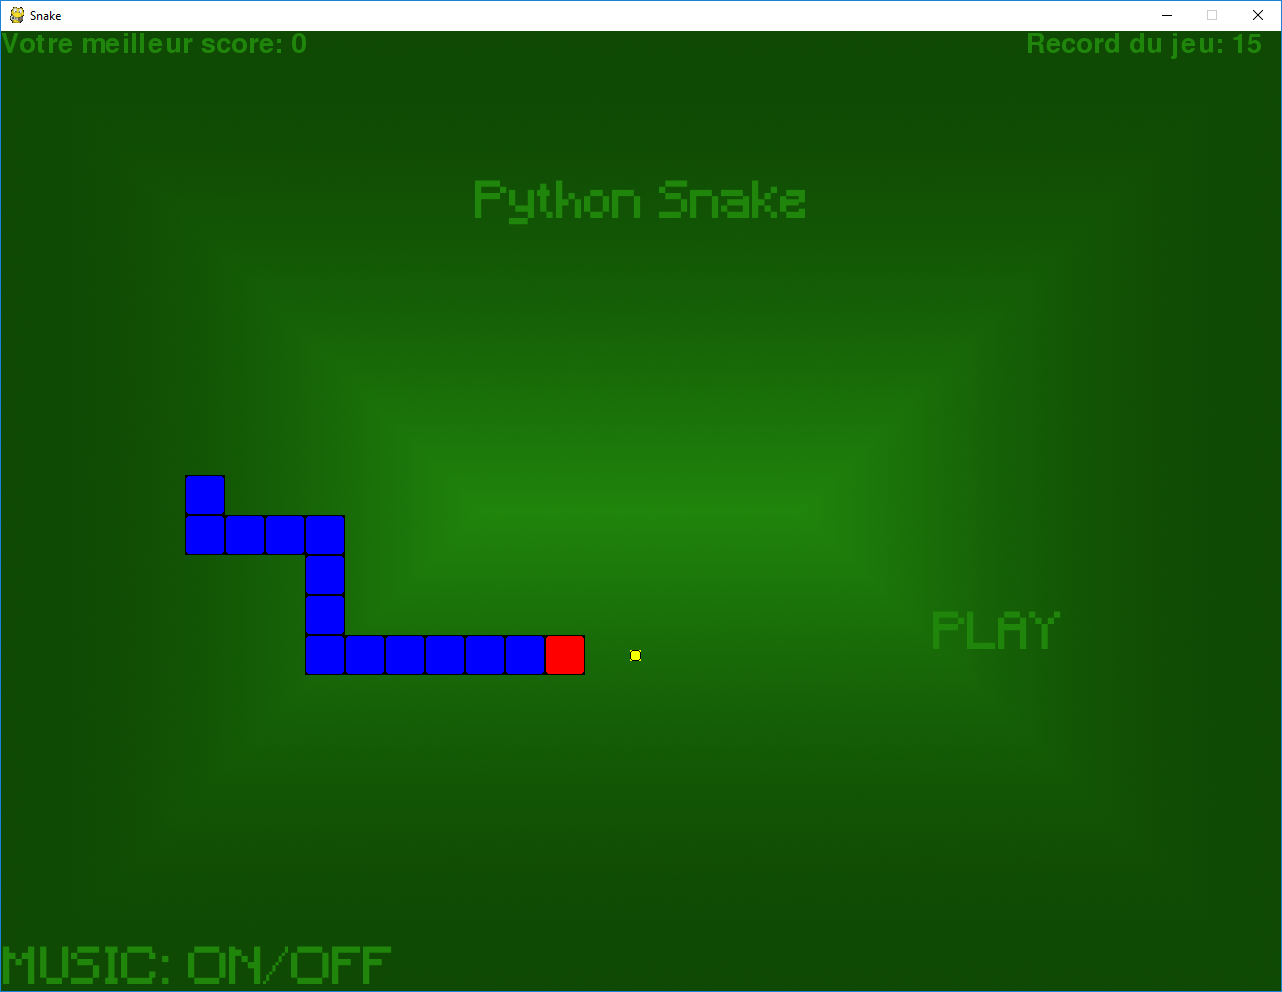 Snake
Votre meilleur score: 0
Record du jeu: 15
Python Snake
PLAY
MUSIC: ON/OFF